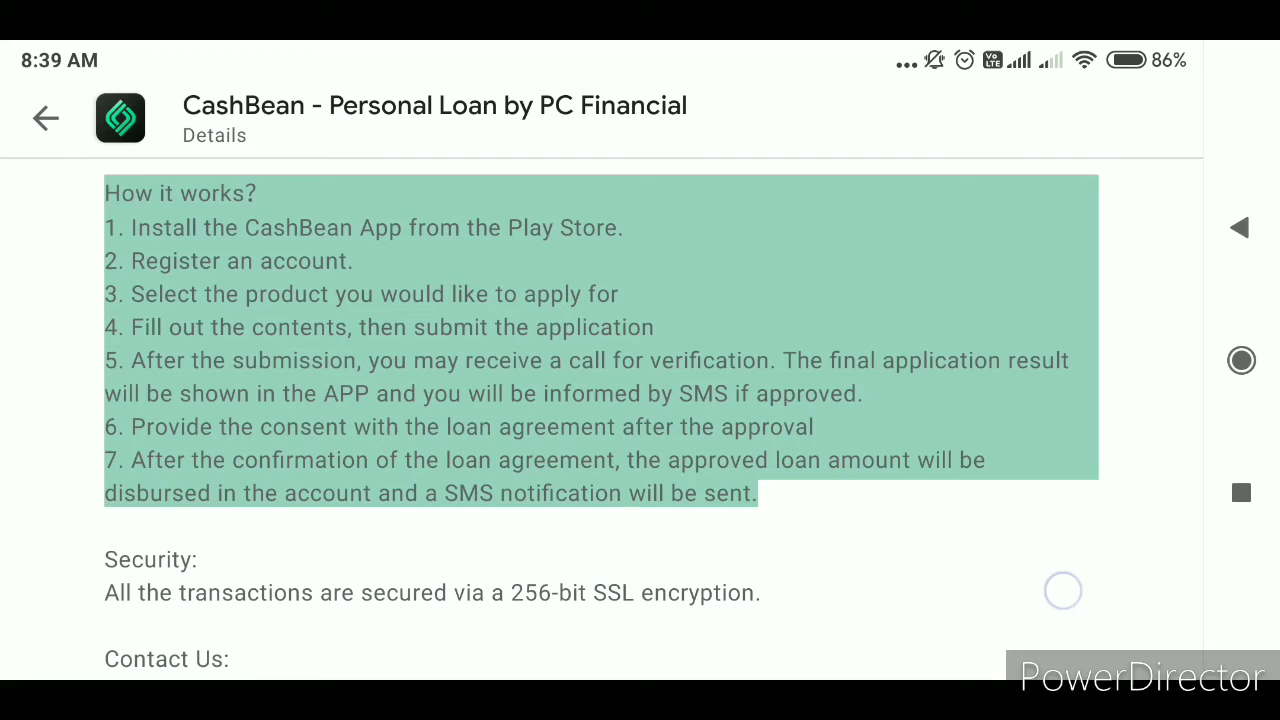 8:39 AM
Vo LTE
86%
CashBean - Personal Loan by PC Financial
Details
How it works?
1. Install the CashBean App from the Play Store.
2. Register an account.
3. Select the product you would like to apply for
4. Fill out the contents, then submit the application
5. After the submission, you may receive a call for verification. The final application result
will be shown in the APP and you will be informed by SMS if approved.
6. Provide the consent with the loan agreement after the approval
7. After the confirmation of the loan agreement, the approved loan amount will be
disbursed in the account and a SMS notification will be sent.
Security:
All the transactions are secured via a 256-bit SSL encryption.
Contact Us:
PowerDirector